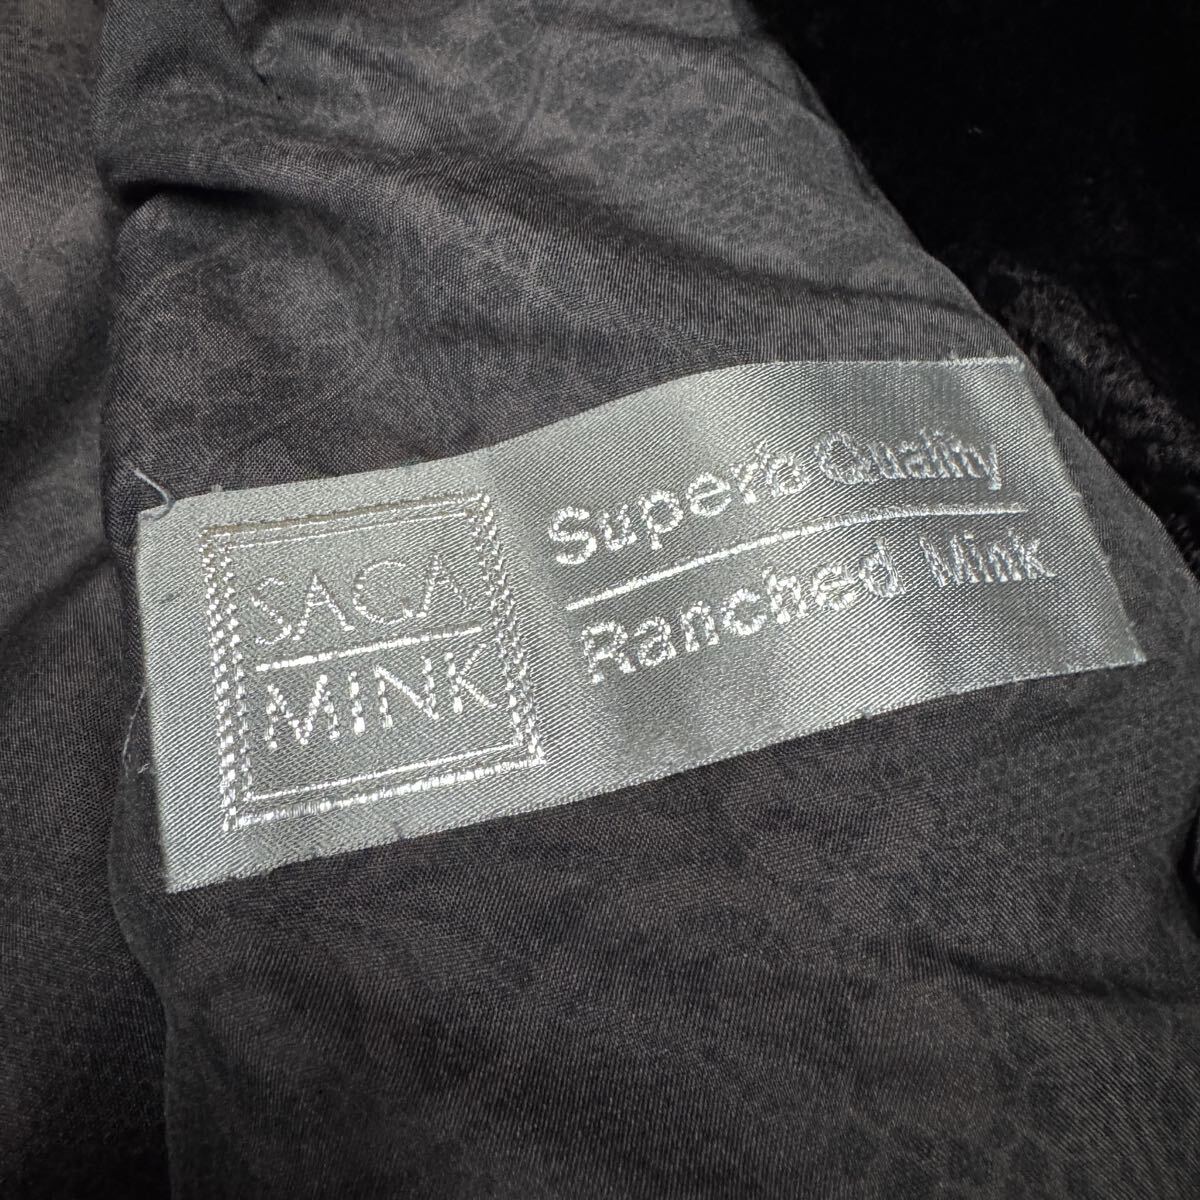 SAGA
MINK
Superb Quality
Ranched Mink